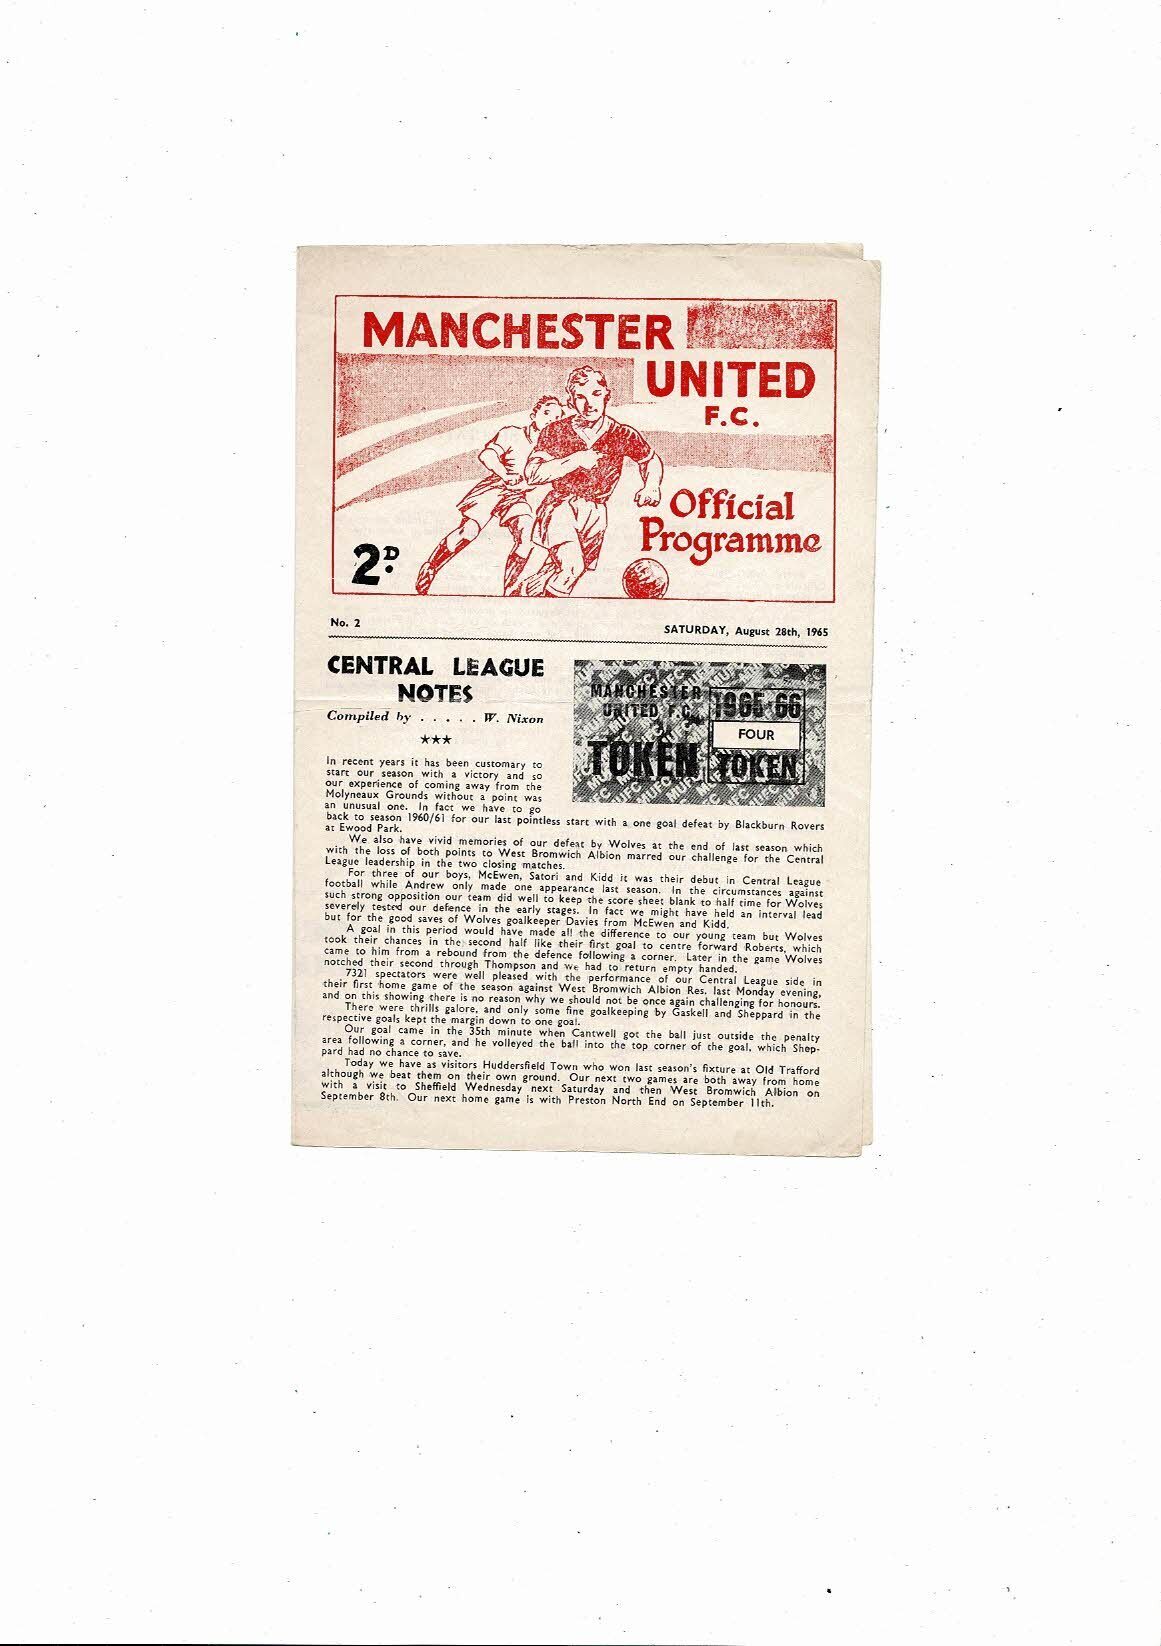 MANCHESTER
UNITED
F.C.
Official
Programme
2D.
No. 2
SATURDAY, August 28th, 1965
CENTRAL LEAGUE
NOTES
Compiled by . . . . . W. Nixon
★★★
MANCHESTER
UNITED F.C.
TOKEN
1965 66
FOUR
TOKEN
In recent years it has been customary to
start our season with a victory and so
our experience of coming away from the
Molyneaux Grounds without a point was
an unusual one. In fact we have to go
back to season 1960/61 for our last pointless start with a one goal defeat by Blackburn Rovers
at Ewood Park.
We also have vivid memories of our defeat by Wolves at the end of last season which
with the loss of both points to West Bromwich Albion marred our challenge for the Central
League leadership in the two closing matches.
For three of our boys, McEwen, Satori and Kidd it was their debut in Central League
football while Andrew only made one appearance last season. In the circumstances against
such strong opposition our team did well to keep the score sheet blank to half time for Wolves
severely tested our defence in the early stages. In fact we might have held an interval lead
but for the good saves of Wolves goalkeeper Davies from McEwen and Kidd.
A goal in this period would have made all the difference to our young team but Wolves
took their chances in the second half like their first goal to centre forward Roberts, which
came to him from a rebound from the defence following a corner. Later in the game Wolves
notched their second through Thompson and we had to return empty handed.
7321 spectators were well pleased with the performance of our Central League side in
their first home game of the season against West Bromwich Albion Res. last Monday evening,
and on this showing there is no reason why we should not be once again challenging for honours.
There were thrills galore, and only some fine goalkeeping by Gaskell and Sheppard in the
respective goals kept the margin down to one goal.
Our goal came in the 35th minute when Cantwell got the ball just outside the penalty
area following a corner, and he volleyed the ball into the top corner of the goal, which Shep-
pard had no chance to save.
Today we have as visitors Huddersfield Town who won last season's fixture at Old Trafford
although we beat them on their own ground. Our next two games are both away from home
with a visit to Sheffield Wednesday next Saturday and then West Bromwich Albion on
September 8th. Our next home game is with Preston North End on September 11th.